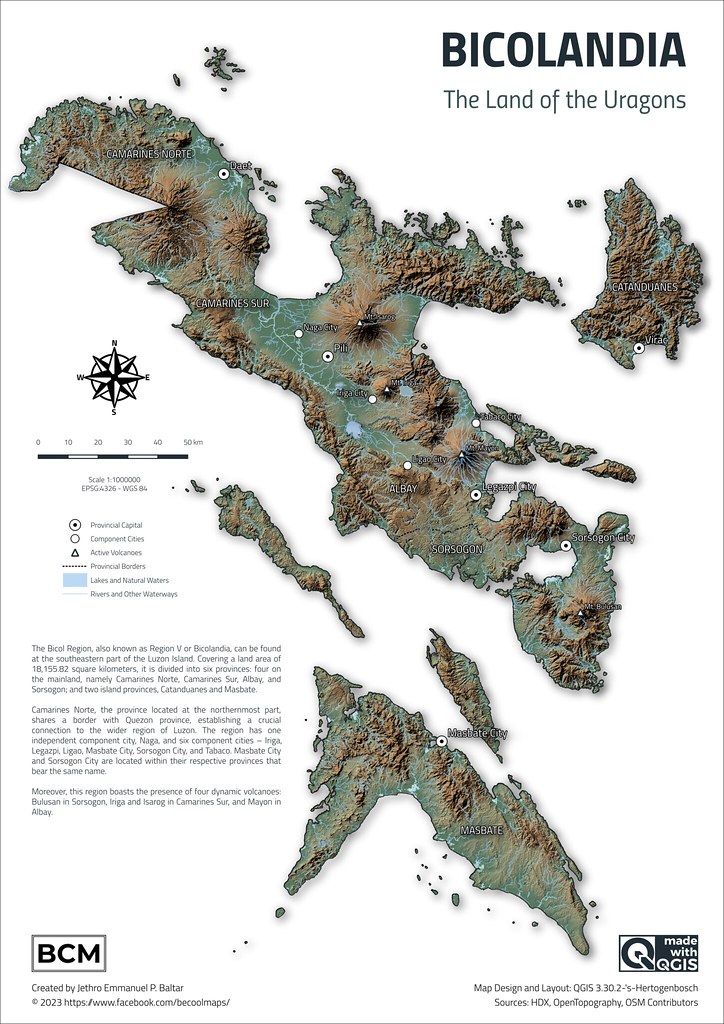 BICOLANDIA
The Land of the Uragons
CAMARINES NORTE
Daet
CATANDUANES
CAMARINES SUR
Mt. Isarog
Naga City
Virac
Pili
N
W E
S
Mt. Iriga
Iriga City
Tabaco City
0 10 20 30 40 50 km
Mt. Mayon
Ligao City
Scale 1:1000000
EPSG:4326 - WGS 84
ALBAY
Legazpi City
Provincial Capital
Component Cities
Active Volcanoes
Provincial Borders
Lakes and Natural Waters
Rivers and Other Waterways
Sorsogon City
SORSOGON
Mt. Bulusan
The Bicol Region, also known as Region V or Bicolandia, can be found
at the southeastern part of the Luzon Island. Covering a land area of
18,155.82 square kilometers, it is divided into six provinces: four on
the mainland, namely Camarines Norte, Camarines Sur, Albay, and
Sorsogon; and two island provinces, Catanduanes and Masbate.
Camarines Norte, the province located at the northernmost part,
shares a border with Quezon province, establishing a crucial
connection to the wider region of Luzon. The region has one
independent component city, Naga, and six component cities – Iriga,
Legazpi, Ligao, Masbate City, Sorsogon City, and Tabaco. Masbate City
and Sorsogon City are located within their respective provinces that
bear the same name.
Moreover, this region boasts the presence of four dynamic volcanoes:
Bulusan in Sorsogon, Iriga and Isarog in Camarines Sur, and Mayon in
Albay.
Masbate City
MASBATE
BCM
Created by Jethro Emmanuel P. Baltar
© 2023 https://www.facebook.com/becoolmaps/
made
with
QGIS
Map Design and Layout: QGIS 3.30.2-'s-Hertogenbosch
Sources: HDX, OpenTopography, OSM Contributors